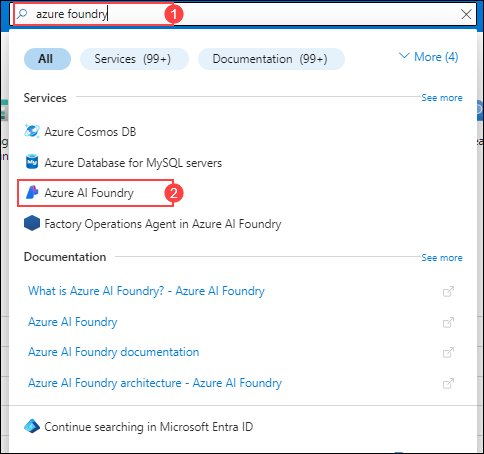 azure foundry
1
All
Services (99+)
Documentation (99+)
More (4)
Services
See more
Azure Cosmos DB
Azure Database for MySQL servers
Azure AI Foundry
2
Factory Operations Agent in Azure AI Foundry
Documentation
See more
What is Azure AI Foundry? - Azure AI Foundry
Azure AI Foundry
Azure AI Foundry documentation
Azure AI Foundry architecture - Azure AI Foundry
Continue searching in Microsoft Entra ID